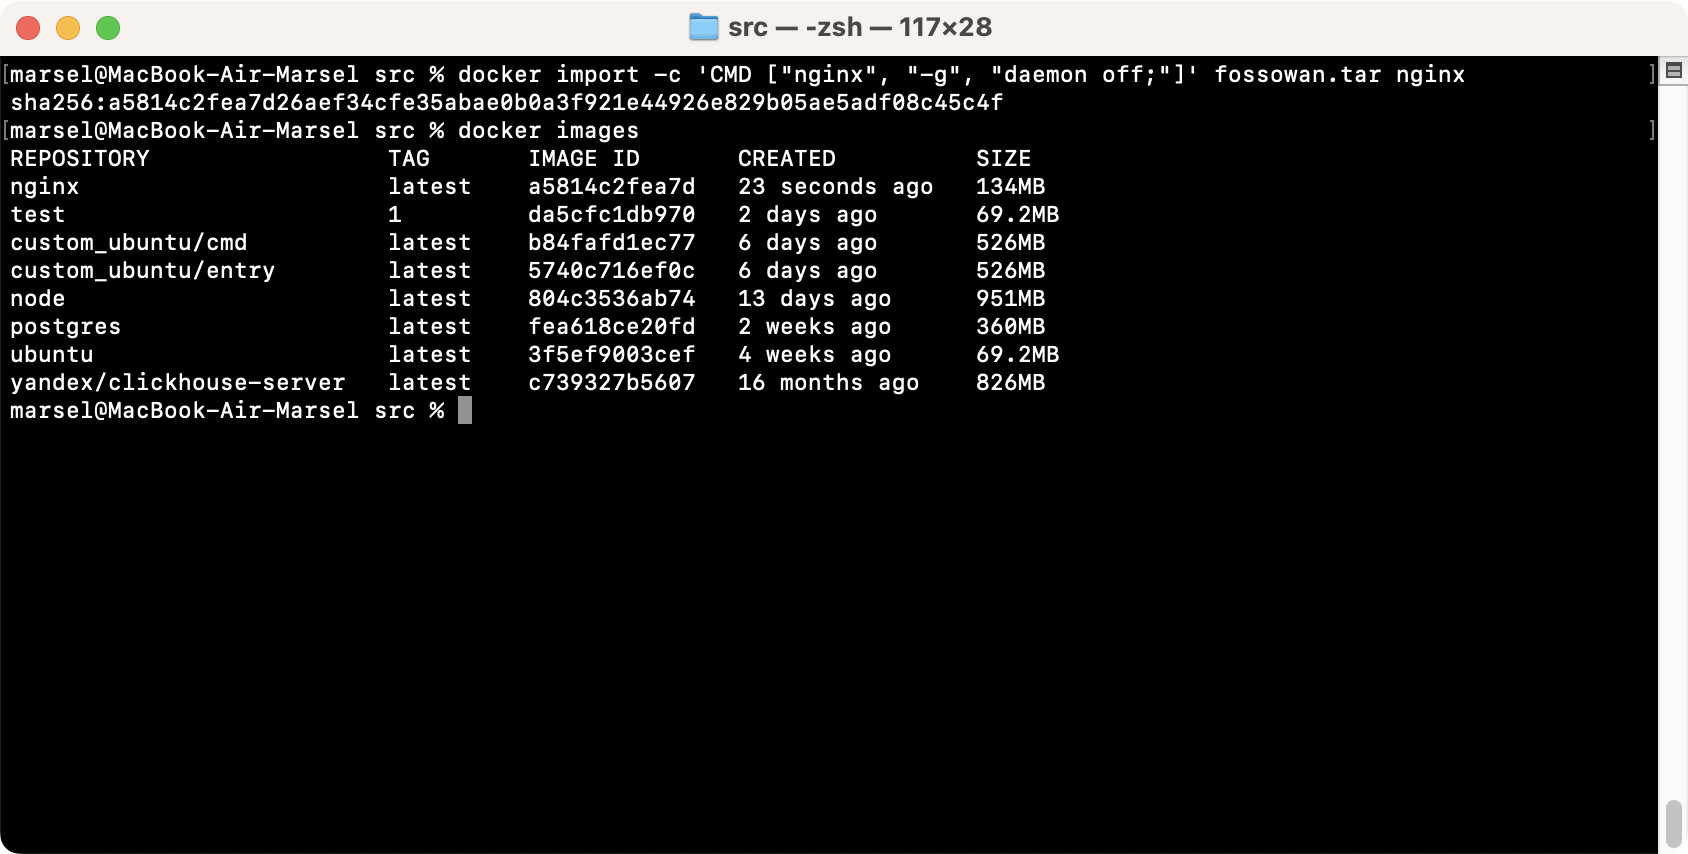 src — -zsh — 117×28
[marsel@MacBook-Air-Marsel src % docker import -c 'CMD ["nginx", "-g", "daemon off;"]' fossowan.tar nginx ]
sha256:a5814c2fea7d26aef34cfe35abae0b0a3f921e44926e829b05ae5adf08c45c4f
[marsel@MacBook-Air-Marsel src % docker images ]
REPOSITORY TAG IMAGE ID CREATED SIZE
nginx latest a5814c2fea7d 23 seconds ago 134MB
test 1 da5cfc1db970 2 days ago 69.2MB
custom_ubuntu/cmd latest b84fafd1ec77 6 days ago 526MB
custom_ubuntu/entry latest 5740c716ef0c 6 days ago 526MB
node latest 804c3536ab74 13 days ago 951MB
postgres latest fea618ce20fd 2 weeks ago 360MB
ubuntu latest 3f5ef9003cef 4 weeks ago 69.2MB
yandex/clickhouse-server latest c739327b5607 16 months ago 826MB
marsel@MacBook-Air-Marsel src %